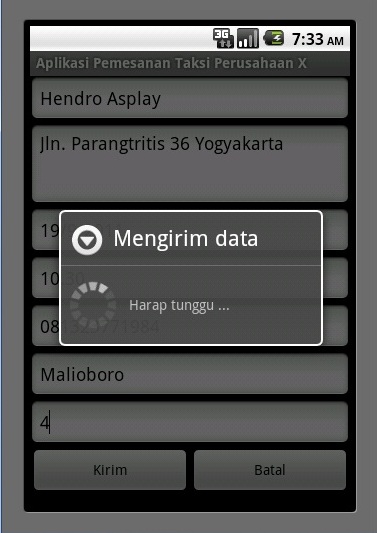 3G
7:33 AM
Aplikasi Pemesanan Taksi Perusahaan X
Hendro Asplay
Jln. Parangtritis 36 Yogyakarta
Mengirim data
Harap tunggu ...
Malioboro
4
Kirim
Batal